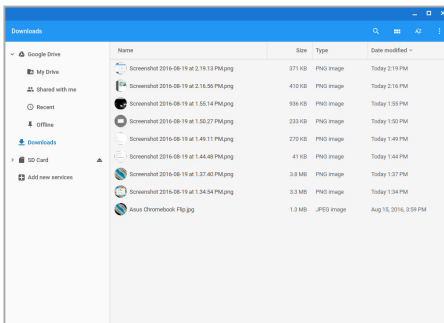 Downloads
AZ
Google Drive
My Drive
Shared with me
Recent
Offline
Downloads
SD Card
Add new services
Name Size Type Date modified
Screenshot 2016-08-19 at 2.19.13 PM.png 371 KB PNG image Today 2:19 PM
Screenshot 2016-08-19 at 2.16.56 PM.png 410 KB PNG image Today 2:16 PM
Screenshot 2016-08-19 at 1.55.14 PM.png 936 KB PNG image Today 1:55 PM
Screenshot 2016-08-19 at 1.50.27 PM.png 233 KB PNG image Today 1:50 PM
Screenshot 2016-08-19 at 1.49.11 PM.png 270 KB PNG image Today 1:49 PM
Screenshot 2016-08-19 at 1.44.48 PM.png 41 KB PNG image Today 1:44 PM
Screenshot 2016-08-19 at 1.37.40 PM.png 3.8 MB PNG image Today 1:37 PM
Screenshot 2016-08-19 at 1.34.54 PM.png 3.3 MB PNG image Today 1:34 PM
Asus Chromebook Flip.jpg 1.3 MB JPEG image Aug 15, 2016, 3:59 PM